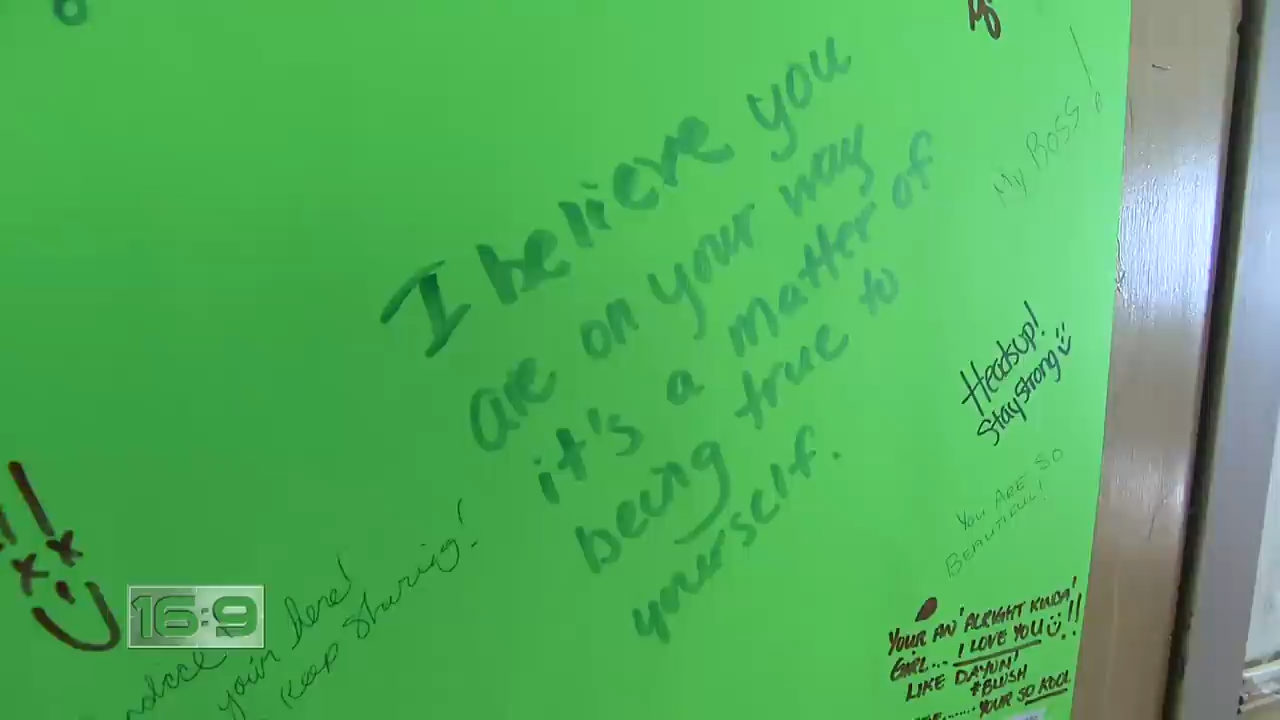 I believe you
are on your way
it's a matter of
being true to
yourself.
My BOSS!
Headsup!
Stay Strong
YOU ARE SO
BEAUTIFUL!
YOUR AN 'ALRIGHT KINDA'
GIRL... I LOVE YOU !!
LIKE DAYUN'
#BLUSH
YOUR SO KOOL
your here!
Keep Sharing!
16:9